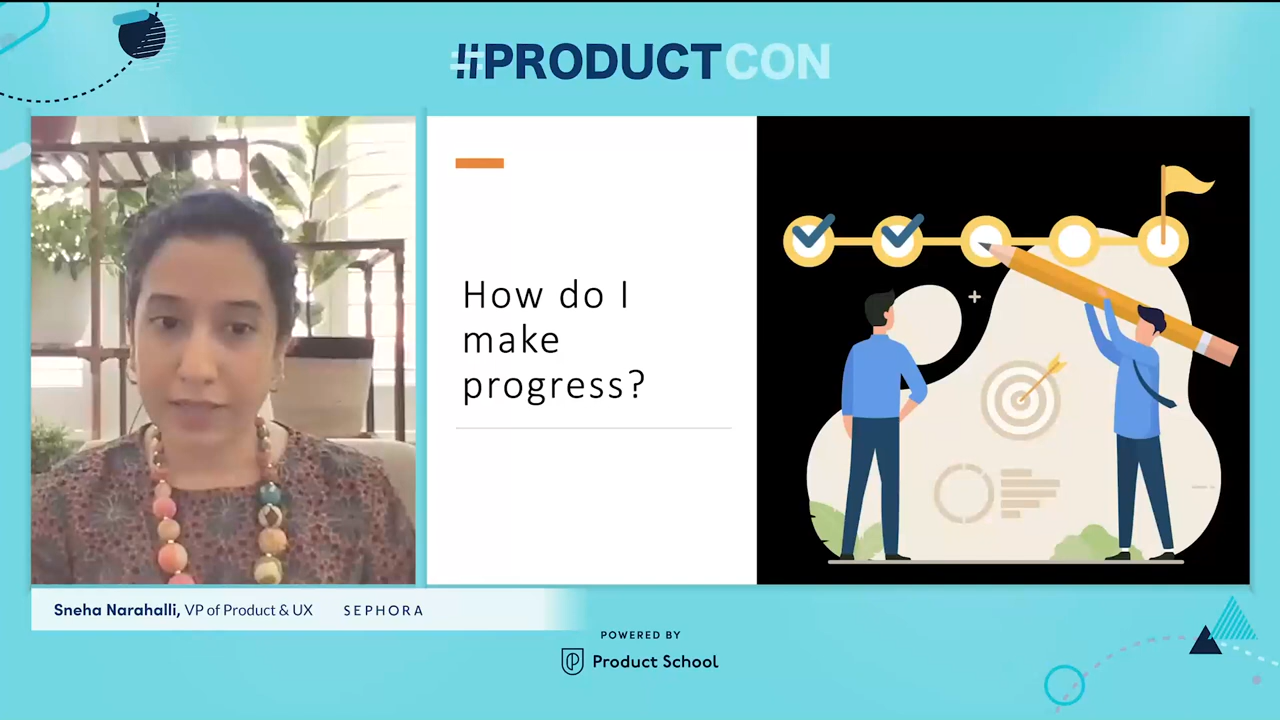 #PRODUCTCON
How do I
make
progress?
Sneha Narahalli, VP of Product & UX SEPHORA
POWERED BY
Product School